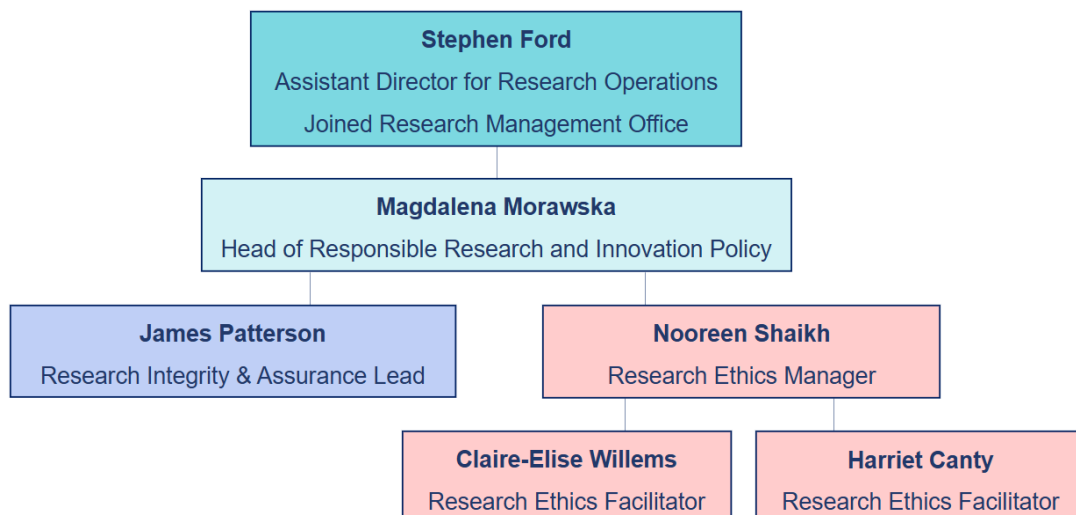 Stephen Ford
Assistant Director for Research Operations
Joined Research Management Office
Magdalena Morawska
Head of Responsible Research and Innovation Policy
James Patterson
Research Integrity & Assurance Lead
Nooreen Shaikh
Research Ethics Manager
Claire-Elise Willems
Research Ethics Facilitator
Harriet Canty
Research Ethics Facilitator